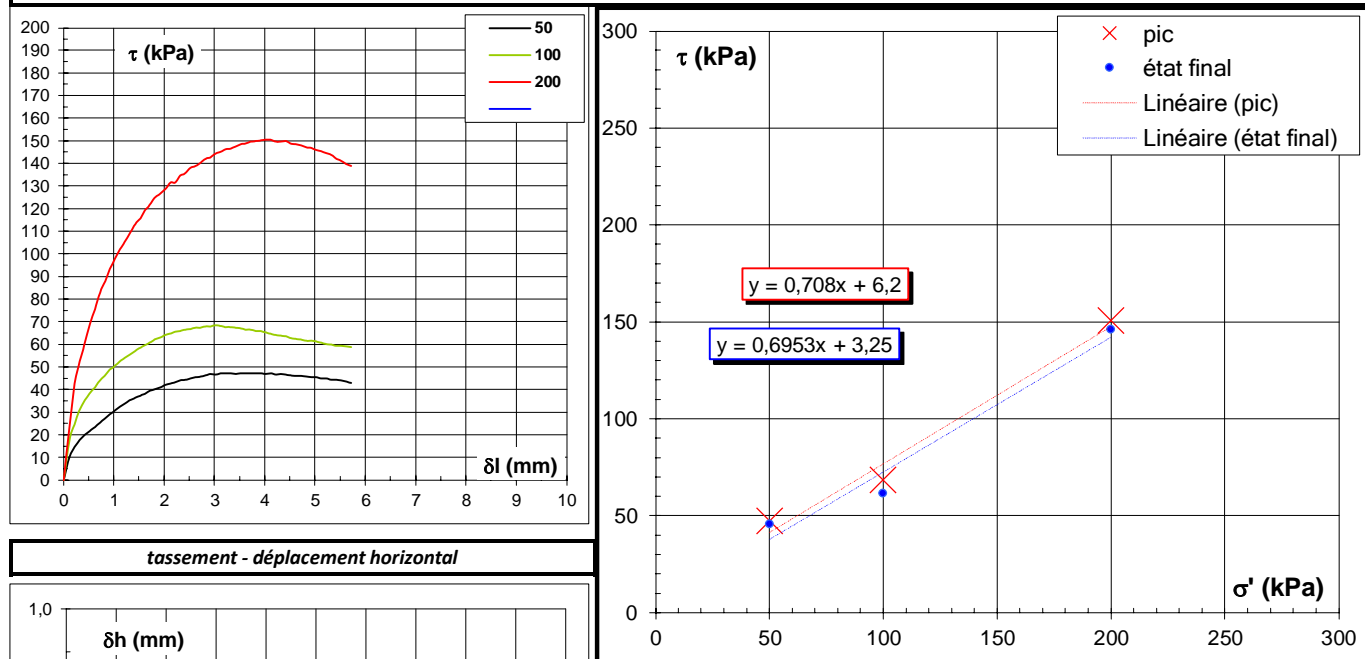 τ (kPa)
50
100
200
200
190
180
170
160
150
140
130
120
110
100
90
80
70
60
50
40
30
20
10
0
δl (mm)
0 1 2 3 4 5 6 7 8 9 10
tassement - déplacement horizontal
1,0
δh (mm)
τ (kPa)
pic
état final
Linéaire (pic)
Linéaire (état final)
300
250
200
150
100
50
0
y = 0,708x + 6,2
y = 0,6953x + 3,25
σ' (kPa)
0 50 100 150 200 250 300